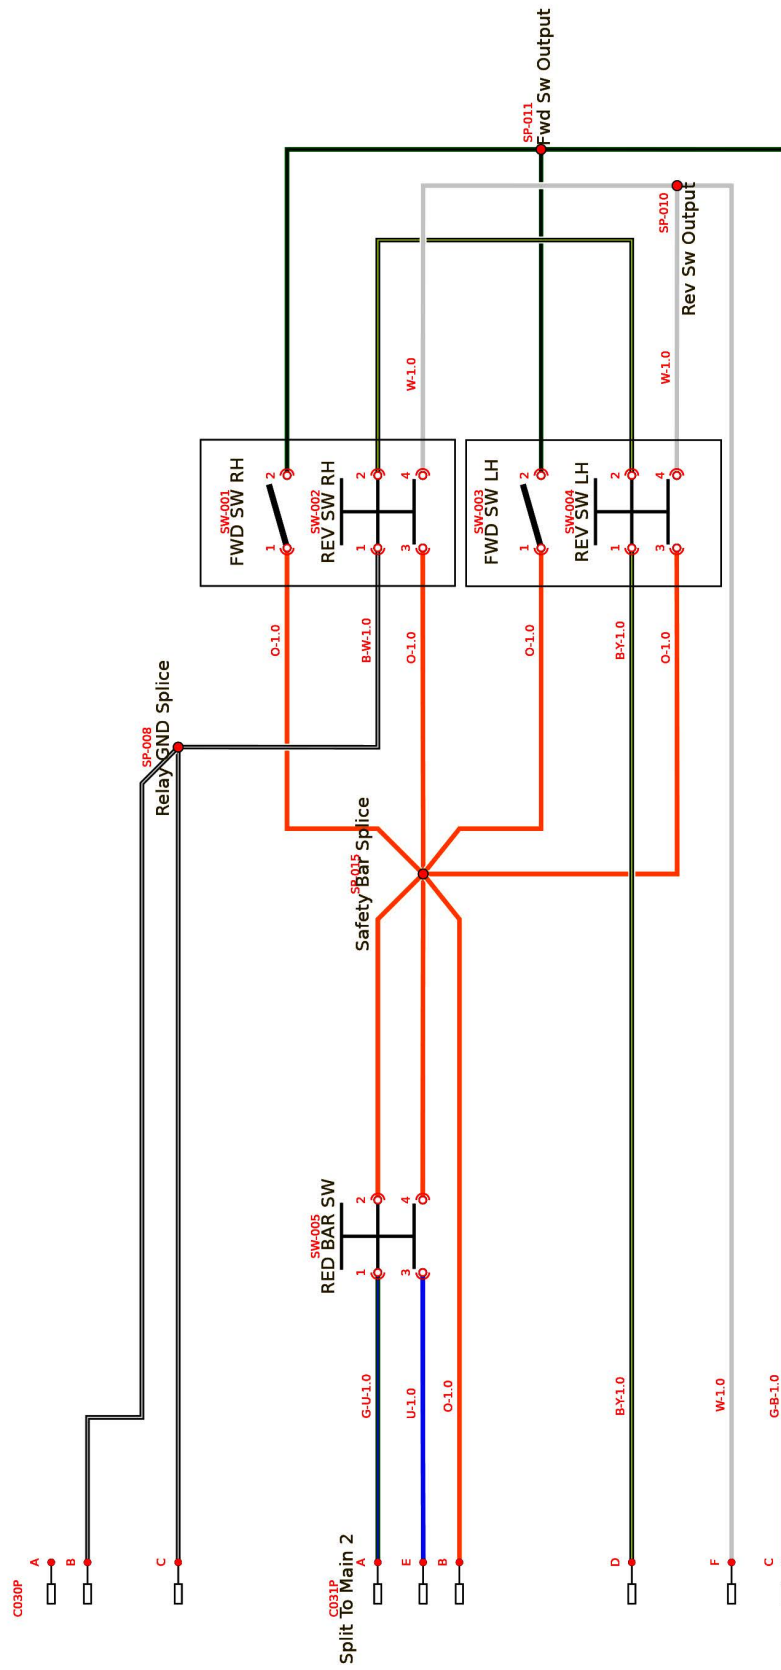 Fwd Sw Output
SP-011
SP-010
Rev Sw Output
W-1.0
W-1.0
SW-001
FWD SW RH
2
1
SW-002
REV SW RH
2
4
1
3
SW-003
FWD SW LH
2
1
SW-004
REV SW LH
2
4
1
3
O-1.0
B-W-1.0
O-1.0
O-1.0
B-Y-1.0
O-1.0
SP-008
Relay GND Splice
SP-015
Safety Bar Splice
SW-005
RED BAR SW
2
4
1
3
G-U-1.0
U-1.0
O-1.0
B-Y-1.0
W-1.0
G-B-1.0
C030P
A
B
C
C031P
Split To Main 2
A
E
B
D
F
C